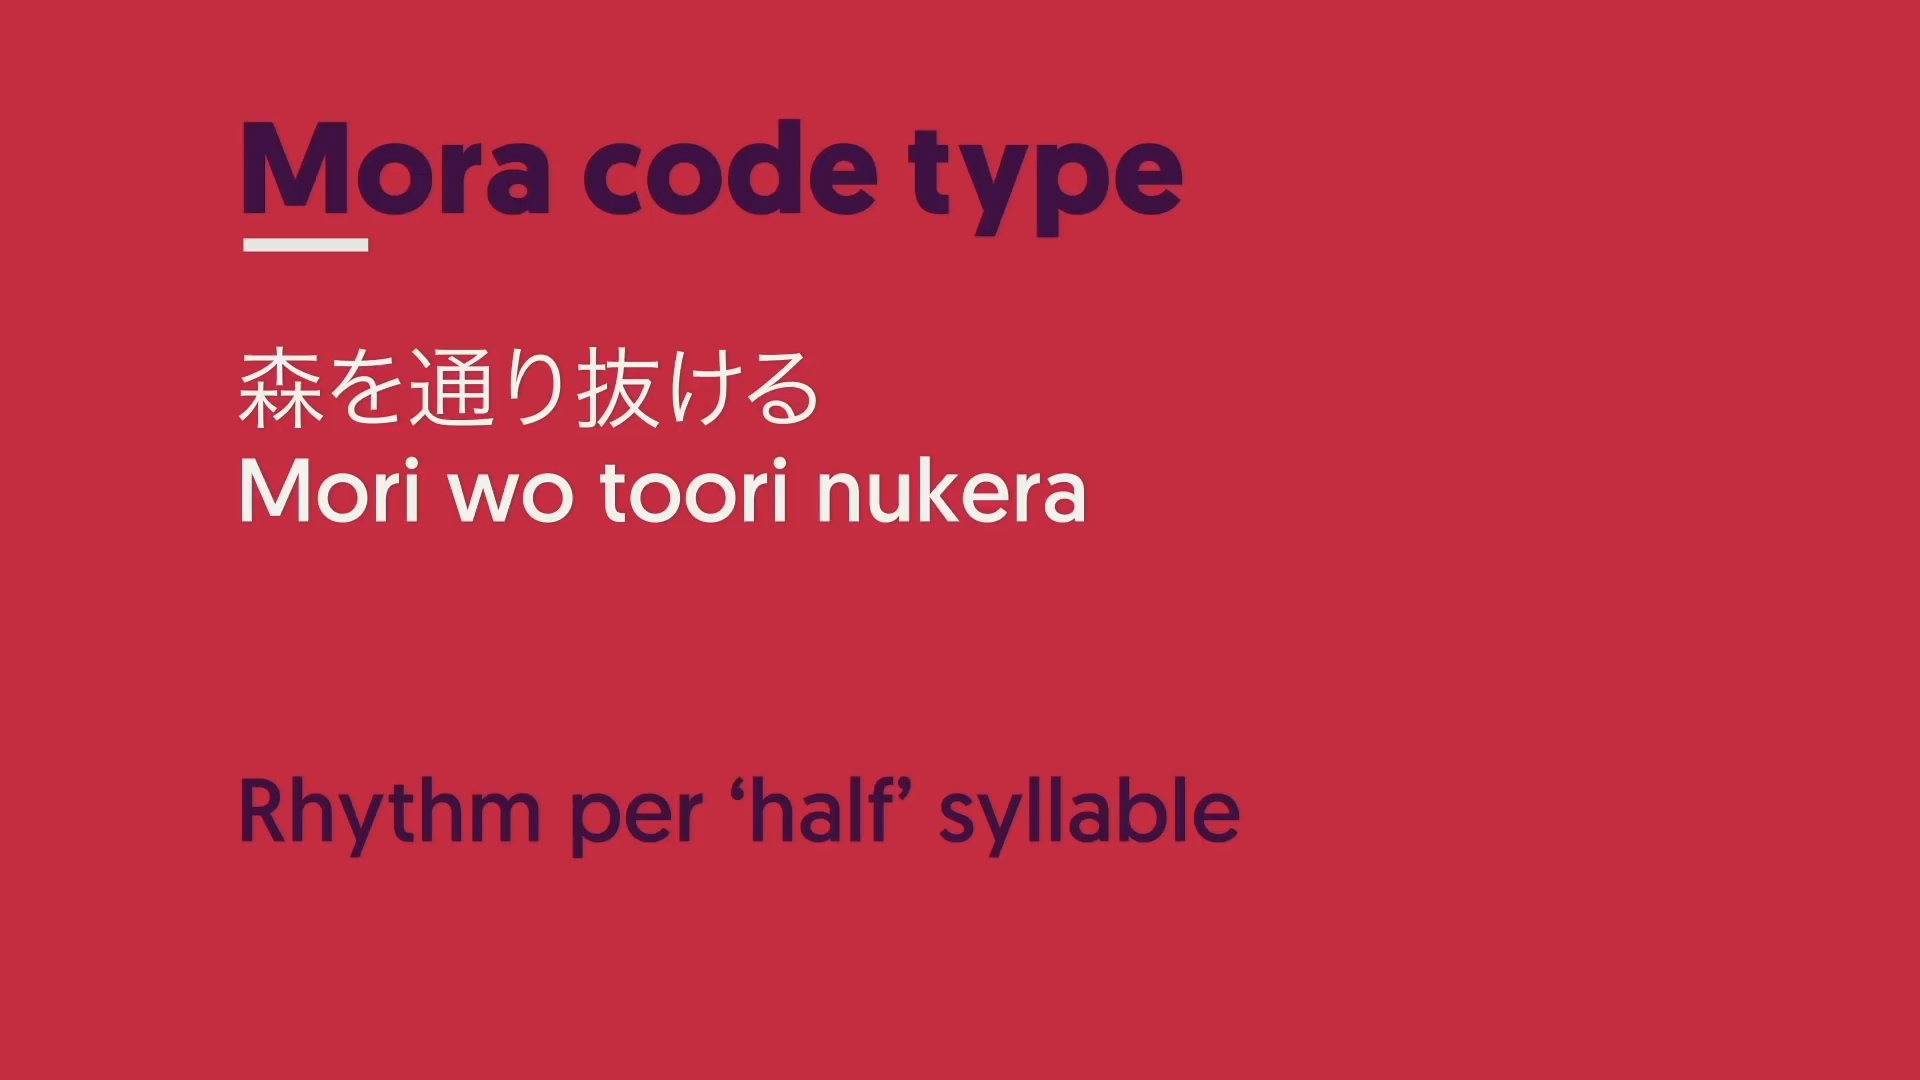 Mora code type
森を通り抜ける
Mori wo toori nukera
Rhythm per ‘half’ syllable